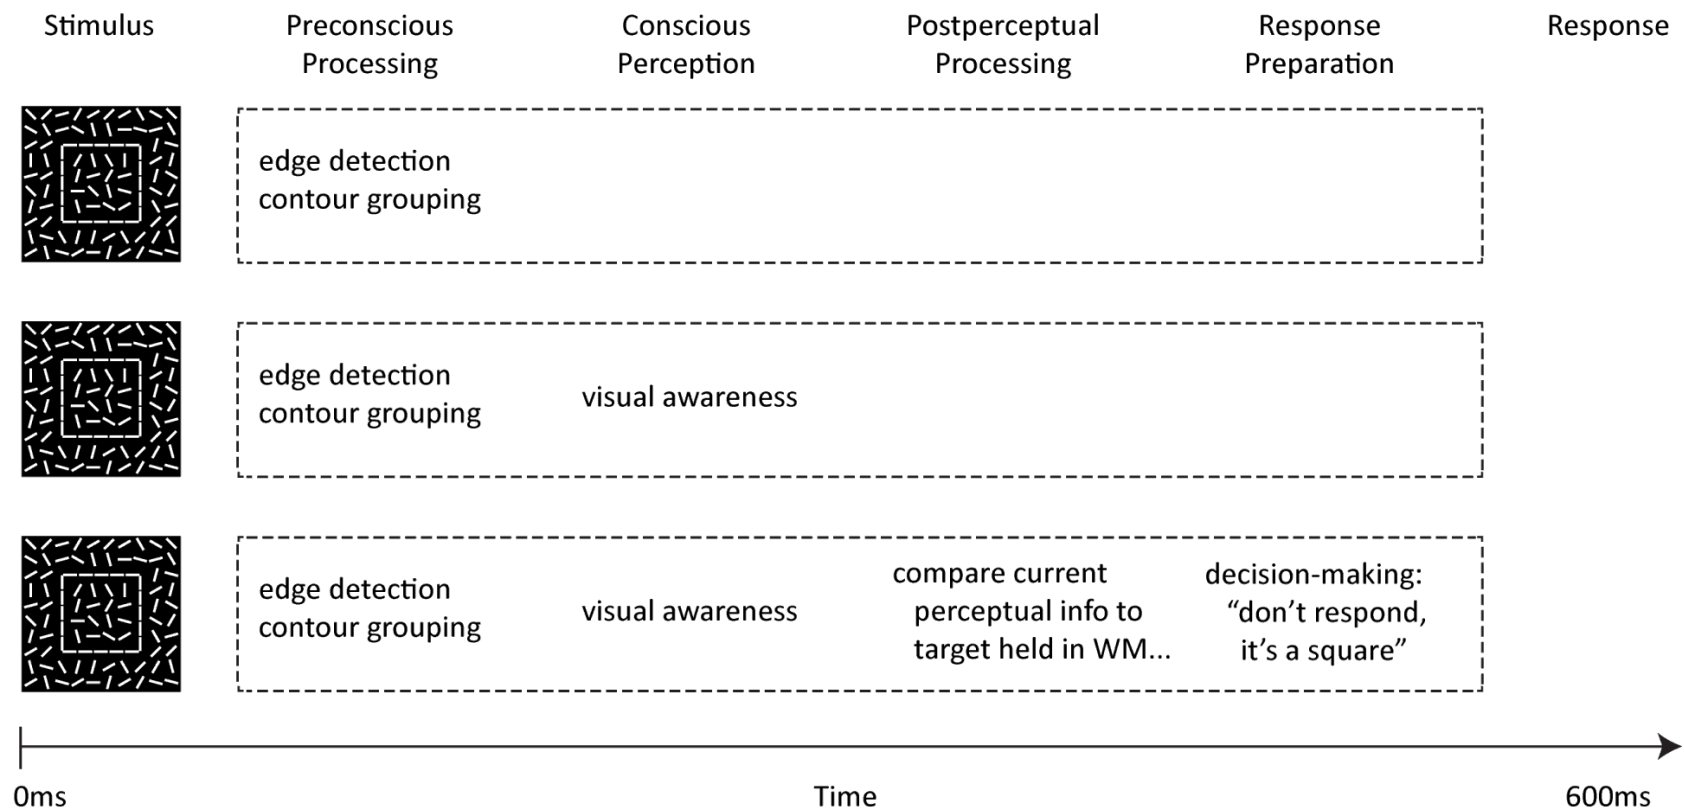 Stimulus
Preconscious
Processing
Conscious
Perception
Postperceptual
Processing
Response
Preparation
Response
edge detection
contour grouping
edge detection
contour grouping
visual awareness
edge detection
contour grouping
visual awareness
compare current
perceptual info to
target held in WM...
decision-making:
“don’t respond,
it’s a square”
0ms
Time
600ms